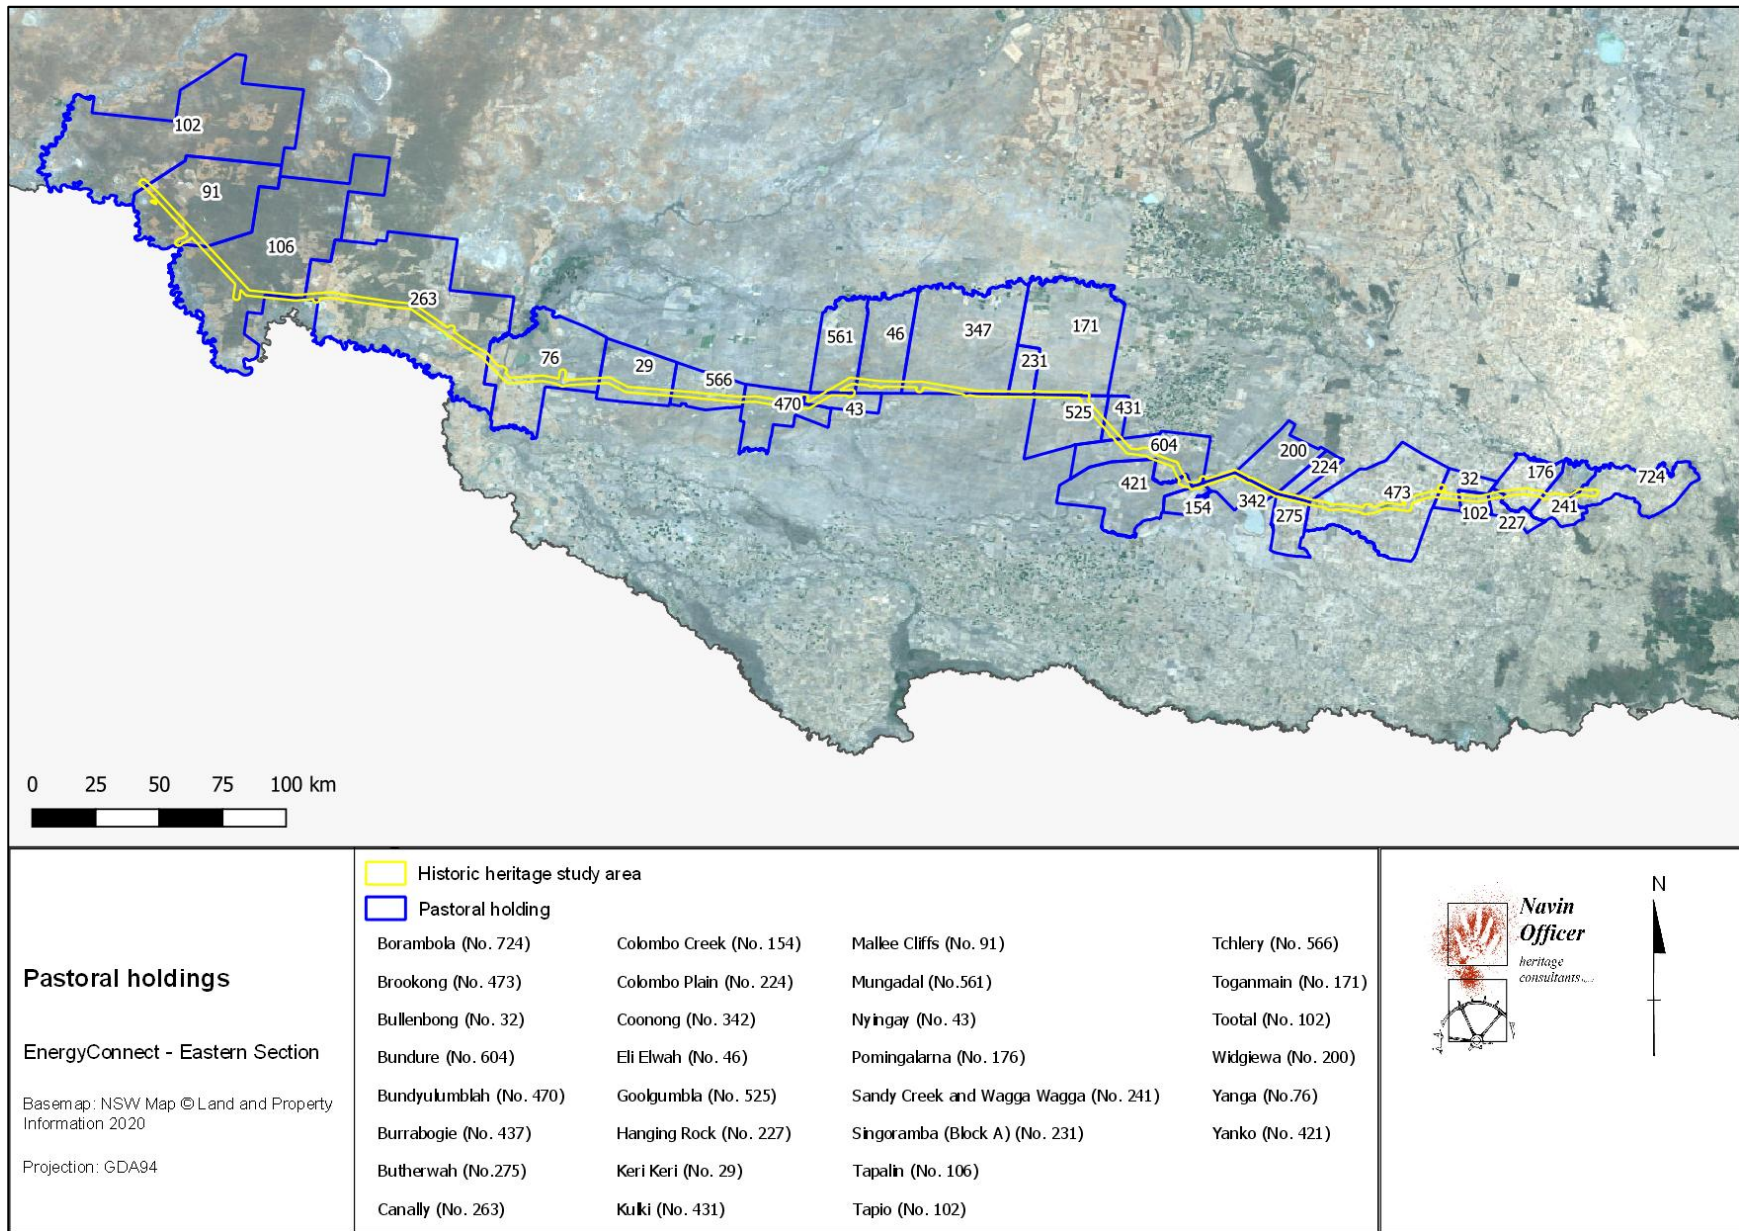 102
91
106
263
76
29
566
470
43
561
46
347
231
171
525
431
604
421
154
200
224
342
275
473
32
102
227
176
241
724
0 25 50 75 100 km
Pastoral holdings
EnergyConnect - Eastern Section
Basemap: NSW Map © Land and Property
Information 2020
Projection: GDA94
Historic heritage study area
Pastoral holding
Borambola (No. 724)
Brookong (No. 473)
Bullenbong (No. 32)
Bundure (No. 604)
Bundyulumblah (No. 470)
Burrabogie (No. 437)
Butherwah (No.275)
Canally (No. 263)
Colombo Creek (No. 154)
Colombo Plain (No. 224)
Coonong (No. 342)
Eli Elwah (No. 46)
Goolgumbla (No. 525)
Hanging Rock (No. 227)
Keri Keri (No. 29)
Kulki (No. 431)
Mallee Cliffs (No. 91)
Mungadal (No.561)
Nyingay (No. 43)
Pomingalarna (No. 176)
Sandy Creek and Wagga Wagga (No. 241)
Singoramba (Block A) (No. 231)
Tapalin (No. 106)
Tapio (No. 102)
Tchlery (No. 566)
Toganmain (No. 171)
Tootal (No. 102)
Widgiewa (No. 200)
Yanga (No.76)
Yanko (No. 421)
Navin
Officer
heritage
consultants
N